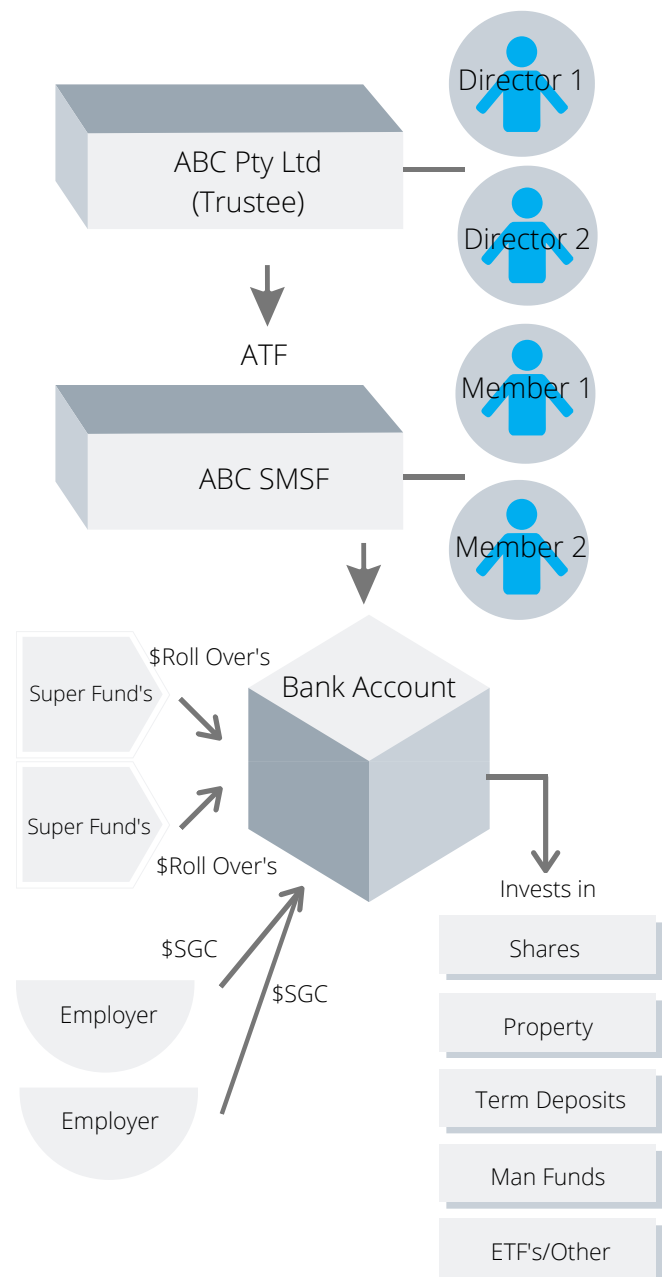 Director 1
ABC Pty Ltd
(Trustee)
Director 2
ATF
Member 1
ABC SMSF
Member 2
$Roll Over's
Super Fund's
Bank Account
Super Fund's
$Roll Over's
Invests in
$SGC
Shares
$SGC
Employer
Property
Term Deposits
Employer
Man Funds
ETF's/Other